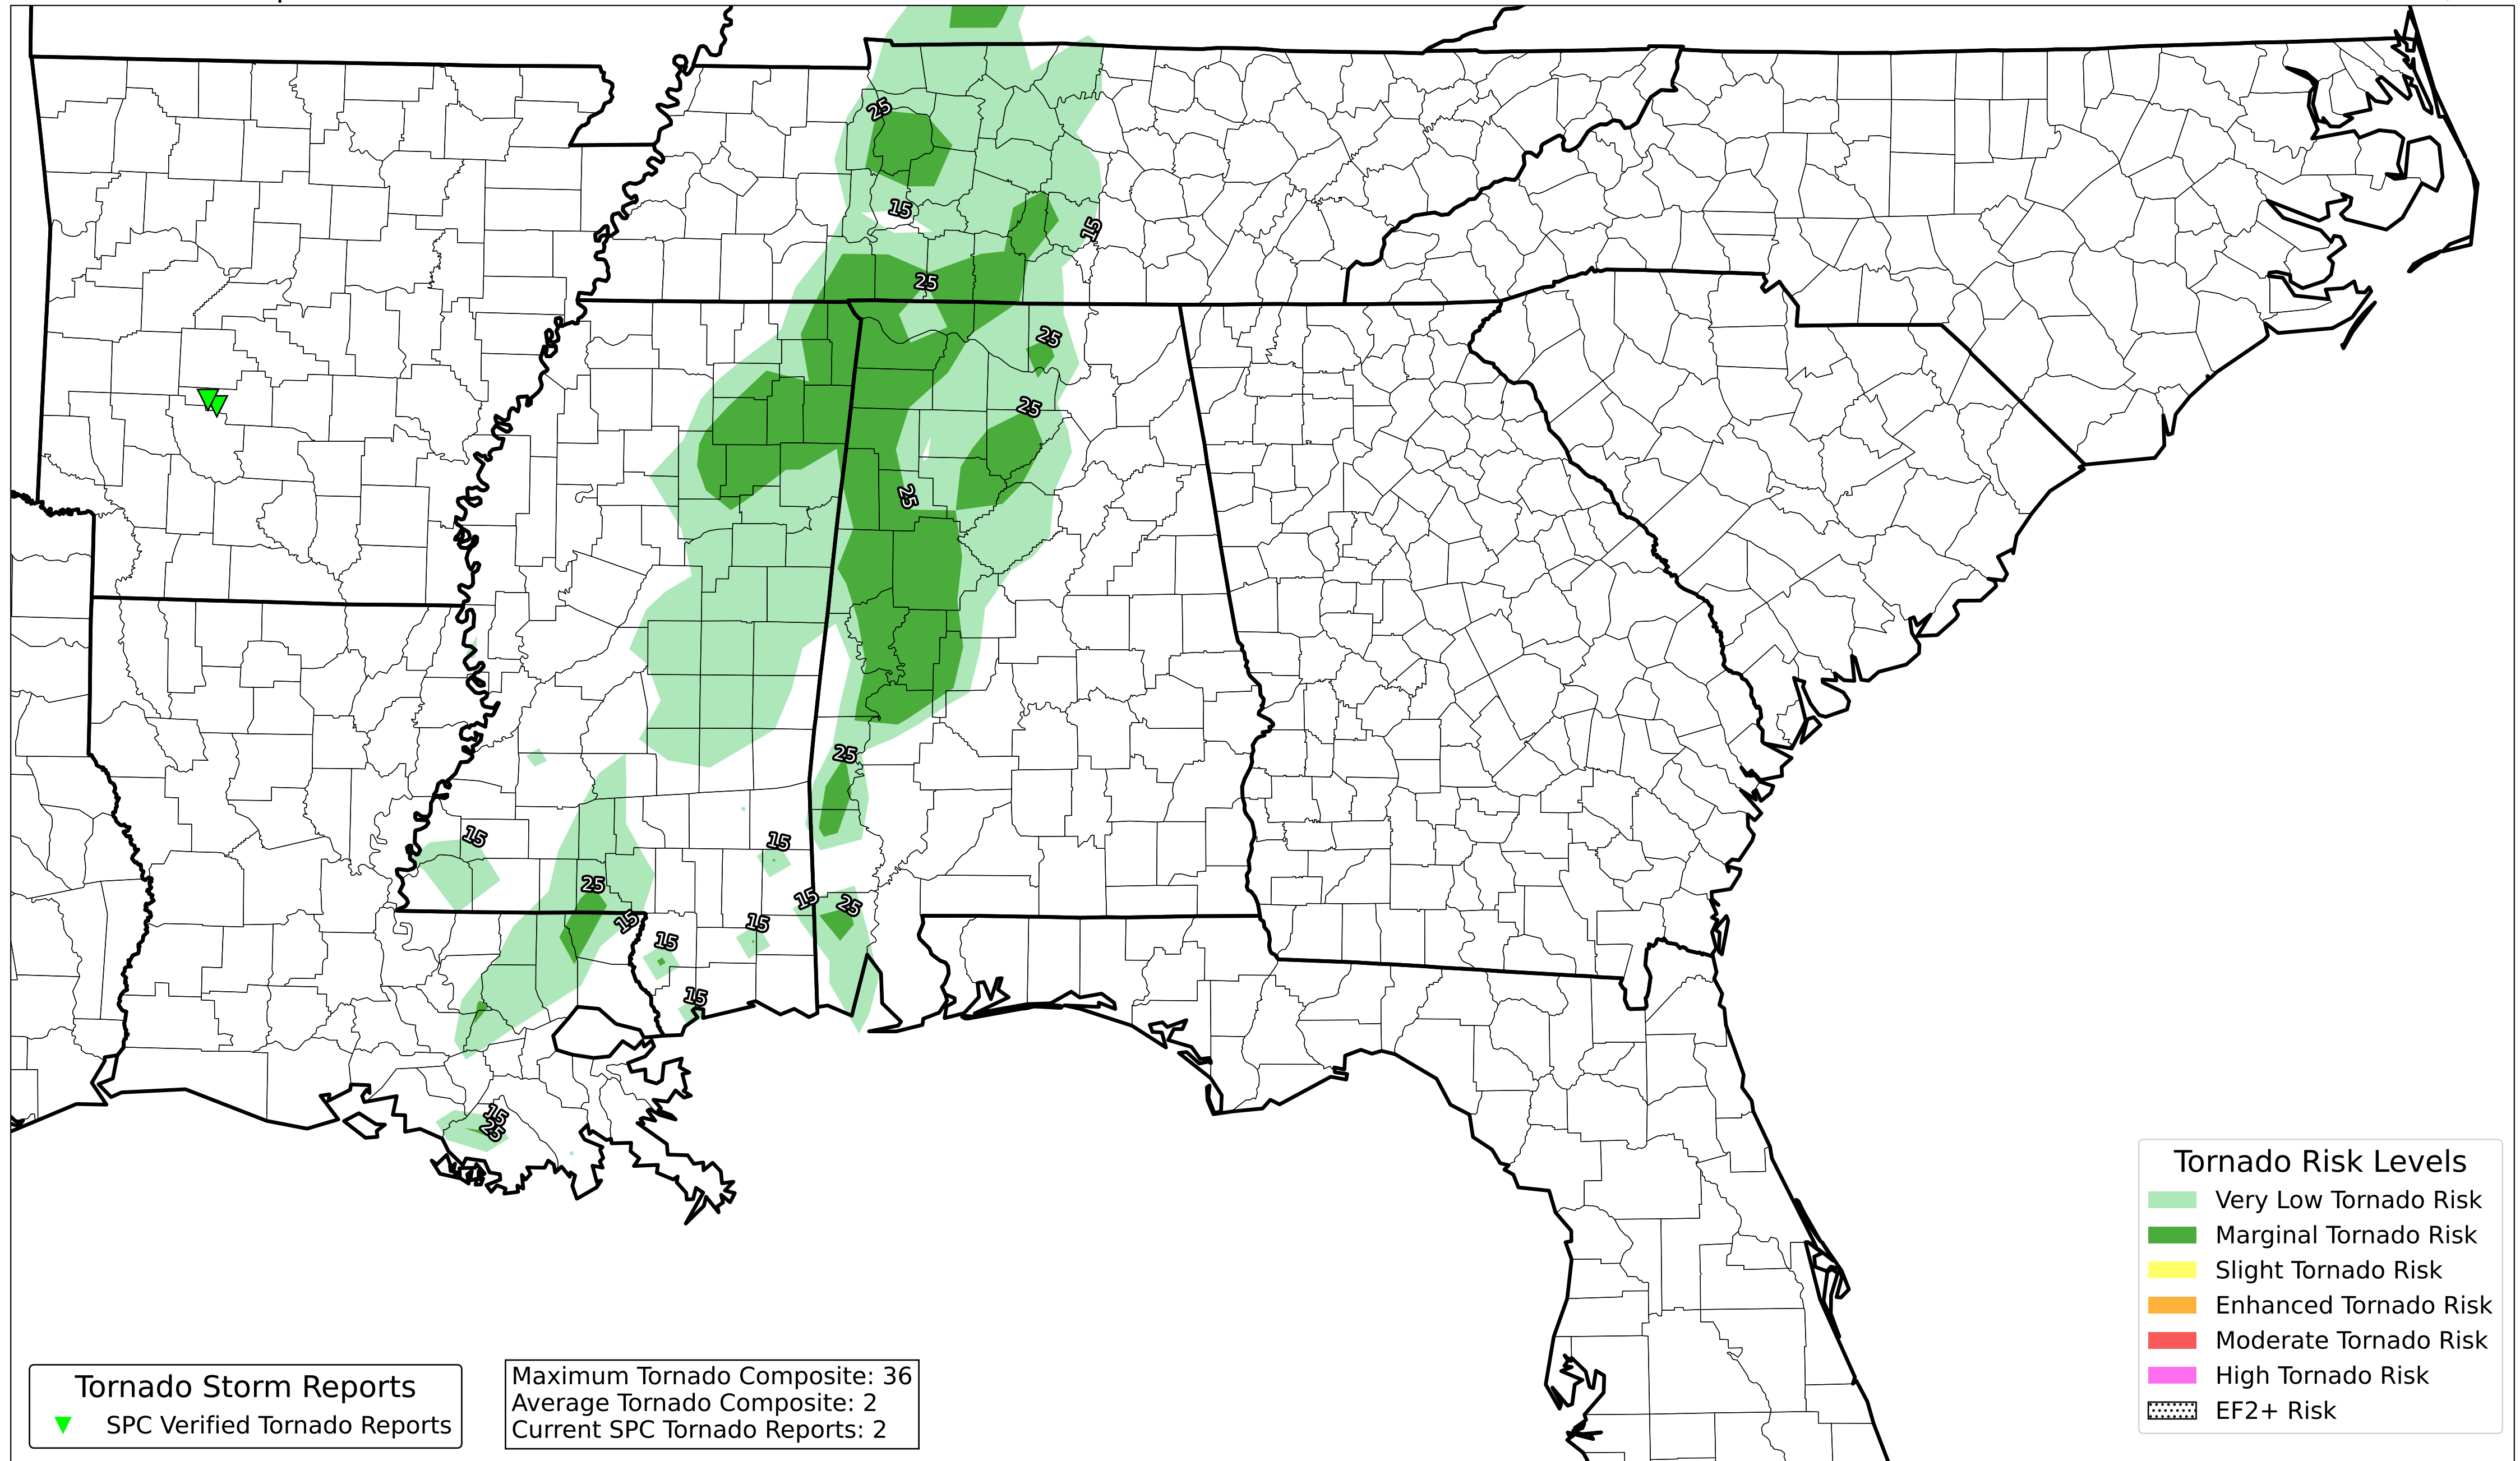 25
15
15
25
25
25
25
25
15
15
25
15
15
25
15
15
15
15
25
Tornado Risk Levels
Very Low Tornado Risk
Marginal Tornado Risk
Slight Tornado Risk
Enhanced Tornado Risk
Moderate Tornado Risk
High Tornado Risk
EF2+ Risk
Tornado Storm Reports
SPC Verified Tornado Reports
Maximum Tornado Composite: 36
Average Tornado Composite: 2
Current SPC Tornado Reports: 2